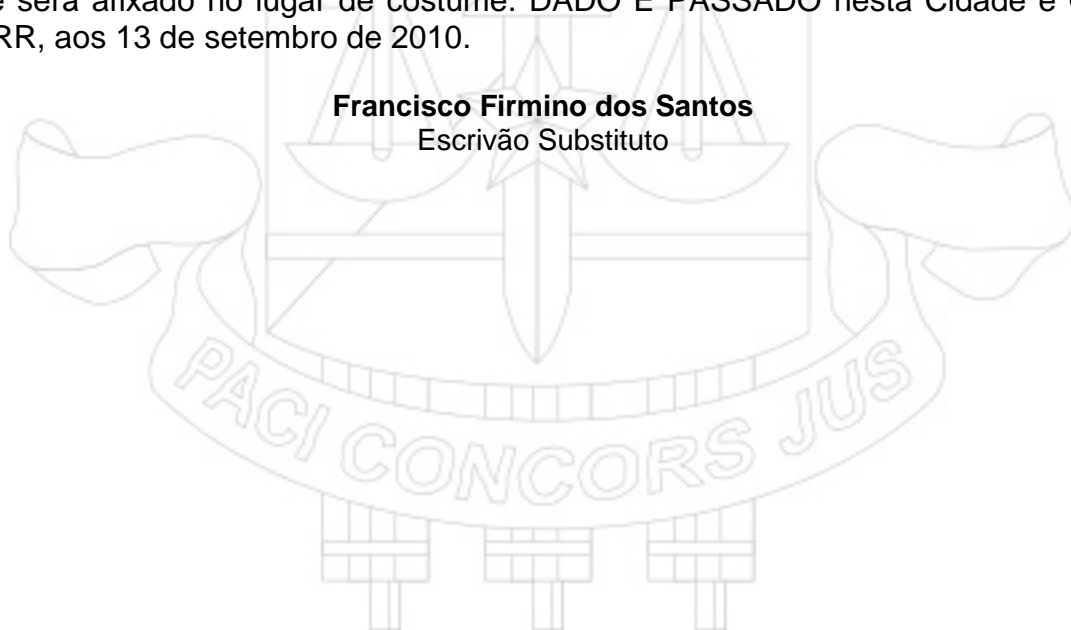 será afixado no lugar de costume. DADO E PASSADO nesta Cidade e
RR, aos 13 de setembro de 2010.
Francisco Firmino dos Santos
Escrivão Substituto
PACI CONCORS JUS